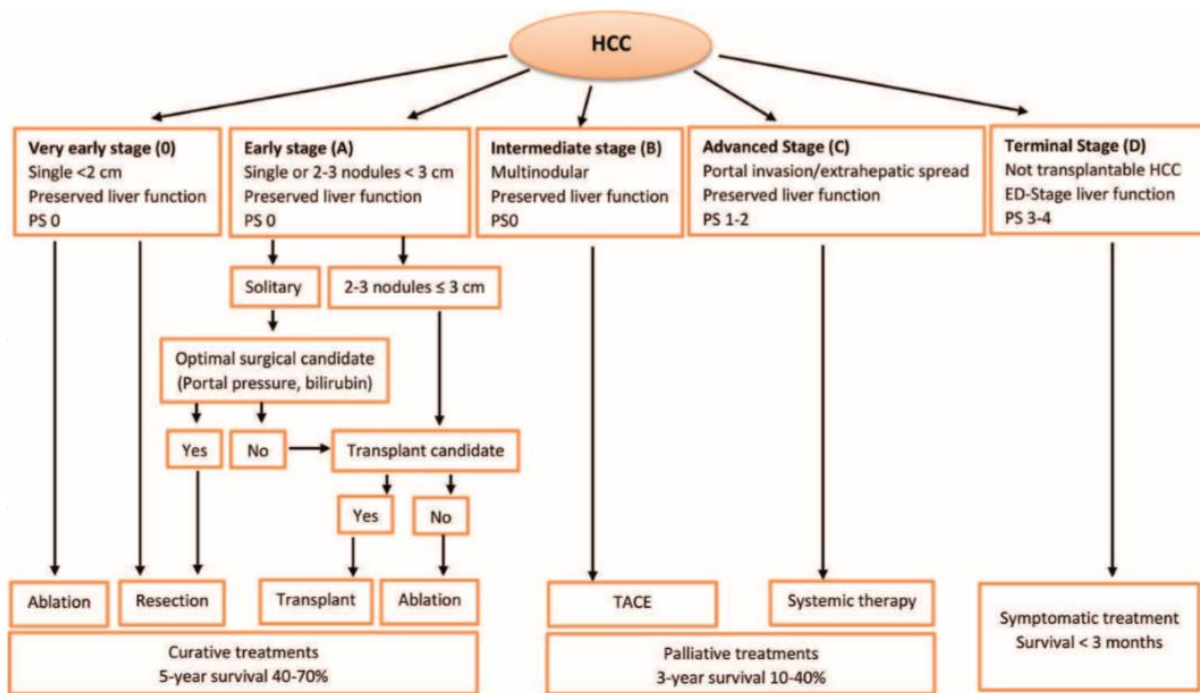 HCC
Very early stage (0)
Single <2 cm
Preserved liver function
PS 0
Early stage (A)
Single or 2-3 nodules < 3 cm
Preserved liver function
PS 0
Intermediate stage (B)
Multinodular
Preserved liver function
PS0
Advanced Stage (C)
Portal invasion/extrahepatic spread
Preserved liver function
PS 1-2
Terminal Stage (D)
Not transplantable HCC
ED-Stage liver function
PS 3-4
Solitary
2-3 nodules ≤ 3 cm
Optimal surgical candidate
(Portal pressure, bilirubin)
Yes
No
Transplant candidate
Yes
No
Ablation
Resection
Transplant
Ablation
TACE
Systemic therapy
Symptomatic treatment
Survival < 3 months
Curative treatments
5-year survival 40-70%
Palliative treatments
3-year survival 10-40%